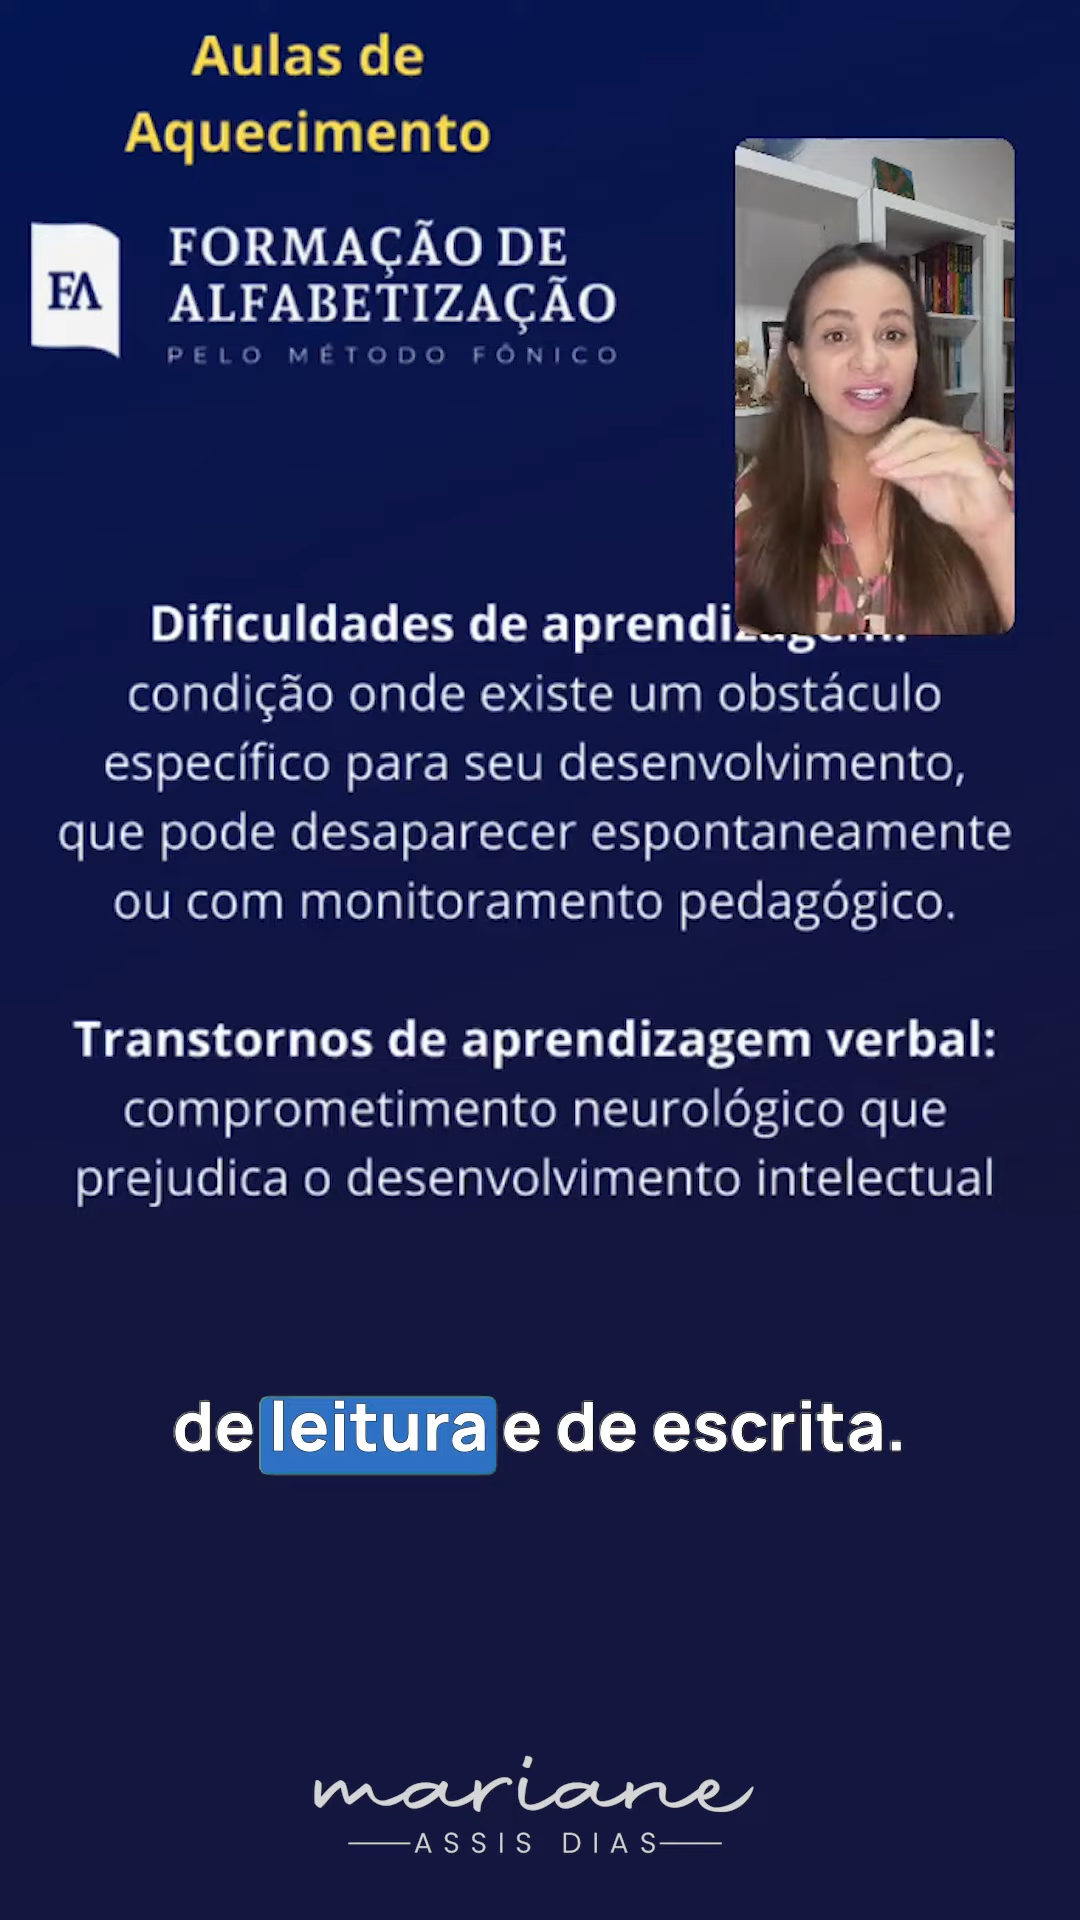 Aulas de
Aquecimento
FA
FORMAÇÃO DE
ALFABETIZAÇÃO
PELO MÉTODO FÔNICO
Dificuldades de aprendizagem:
condição onde existe um obstáculo
específico para seu desenvolvimento,
que pode desaparecer espontaneamente
ou com monitoramento pedagógico.
Transtornos de aprendizagem verbal:
comprometimento neurológico que
prejudica o desenvolvimento intelectual
de leitura e de escrita.
mariane
ASSIS DIAS